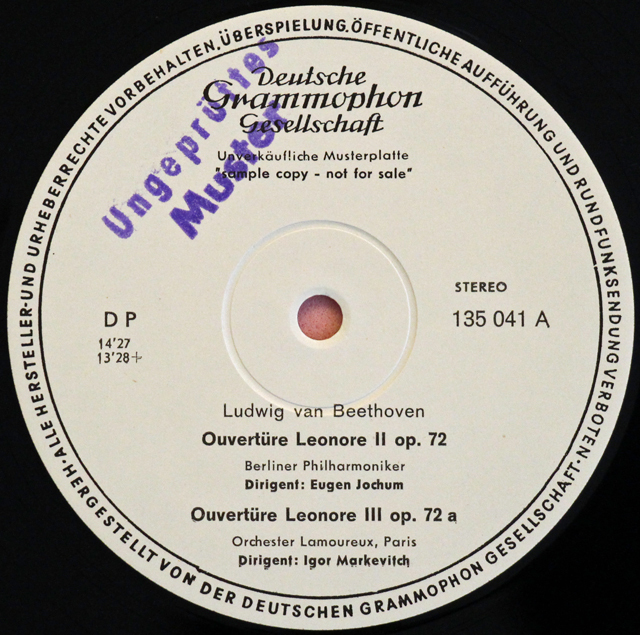 ·ALLE HERSTELLER-UND URHEBERRECHTE VORBEHALTEN. ÜBERSPIELUNG. ÖFFENTLICHE AUFFÜHRUNG UND RUNDFUNKSENDUNG VERBOTEN·
Deutsche
Grammophon
Gesellschaft
Ungeprüftes
Muster
Unverkäufliche Musterplatte
"sample copy - not for sale"
STEREO
135 041 A
D P
14'27
13'28+
Ludwig van Beethoven
Ouvertüre Leonore II op. 72
Berliner Philharmoniker
Dirigent: Eugen Jochum
Ouvertüre Leonore III op. 72 a
Orchester Lamoureux, Paris
Dirigent: Igor Markevitch
HERGESTELLT VON DER DEUTSCHEN GRAMMOPHON GESELLSCHAFT·